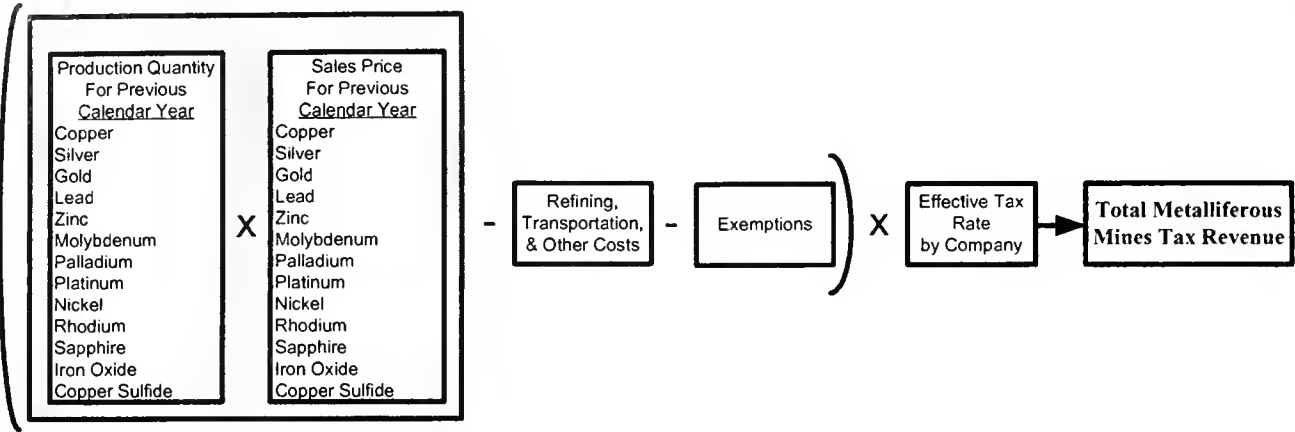 Production Quantity
For Previous
Calendar Year
Copper
Silver
Gold
Lead
Zinc
Molybdenum
Palladium
Platinum
Nickel
Rhodium
Sapphire
Iron Oxide
Copper Sulfide
X
Sales Price
For Previous
Calendar Year
Copper
Silver
Gold
Lead
Zinc
Molybdenum
Palladium
Platinum
Nickel
Rhodium
Sapphire
Iron Oxide
Copper Sulfide
-
Refining,
Transportation,
& Other Costs
-
Exemptions
X
Effective Tax
Rate
by Company
Total Metalliferous
Mines Tax Revenue